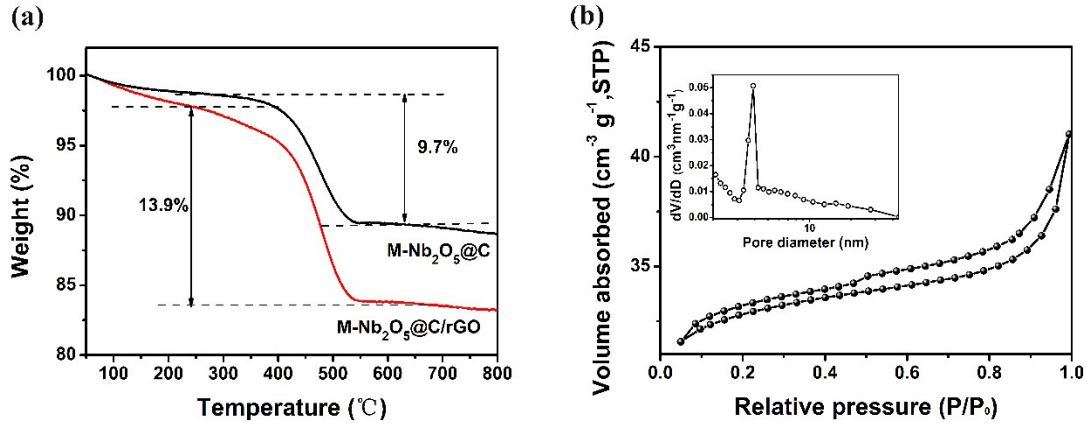 (a)
100
95
90
85
80
Weight (%)
9.7%
13.9%
M-Nb₂O₅@C
M-Nb₂O₅@C/rGO
100 200 300 400 500 600 700 800
Temperature (℃)
(b)
45
40
35
Volume absorbed (cm⁻³ g⁻¹,STP)
0.05
0.04
0.03
0.02
0.01
0.00
dV/dD (cm³nm⁻¹g⁻¹)
10
Pore diameter (nm)
0.0 0.2 0.4 0.6 0.8 1.0
Relative pressure (P/P₀)